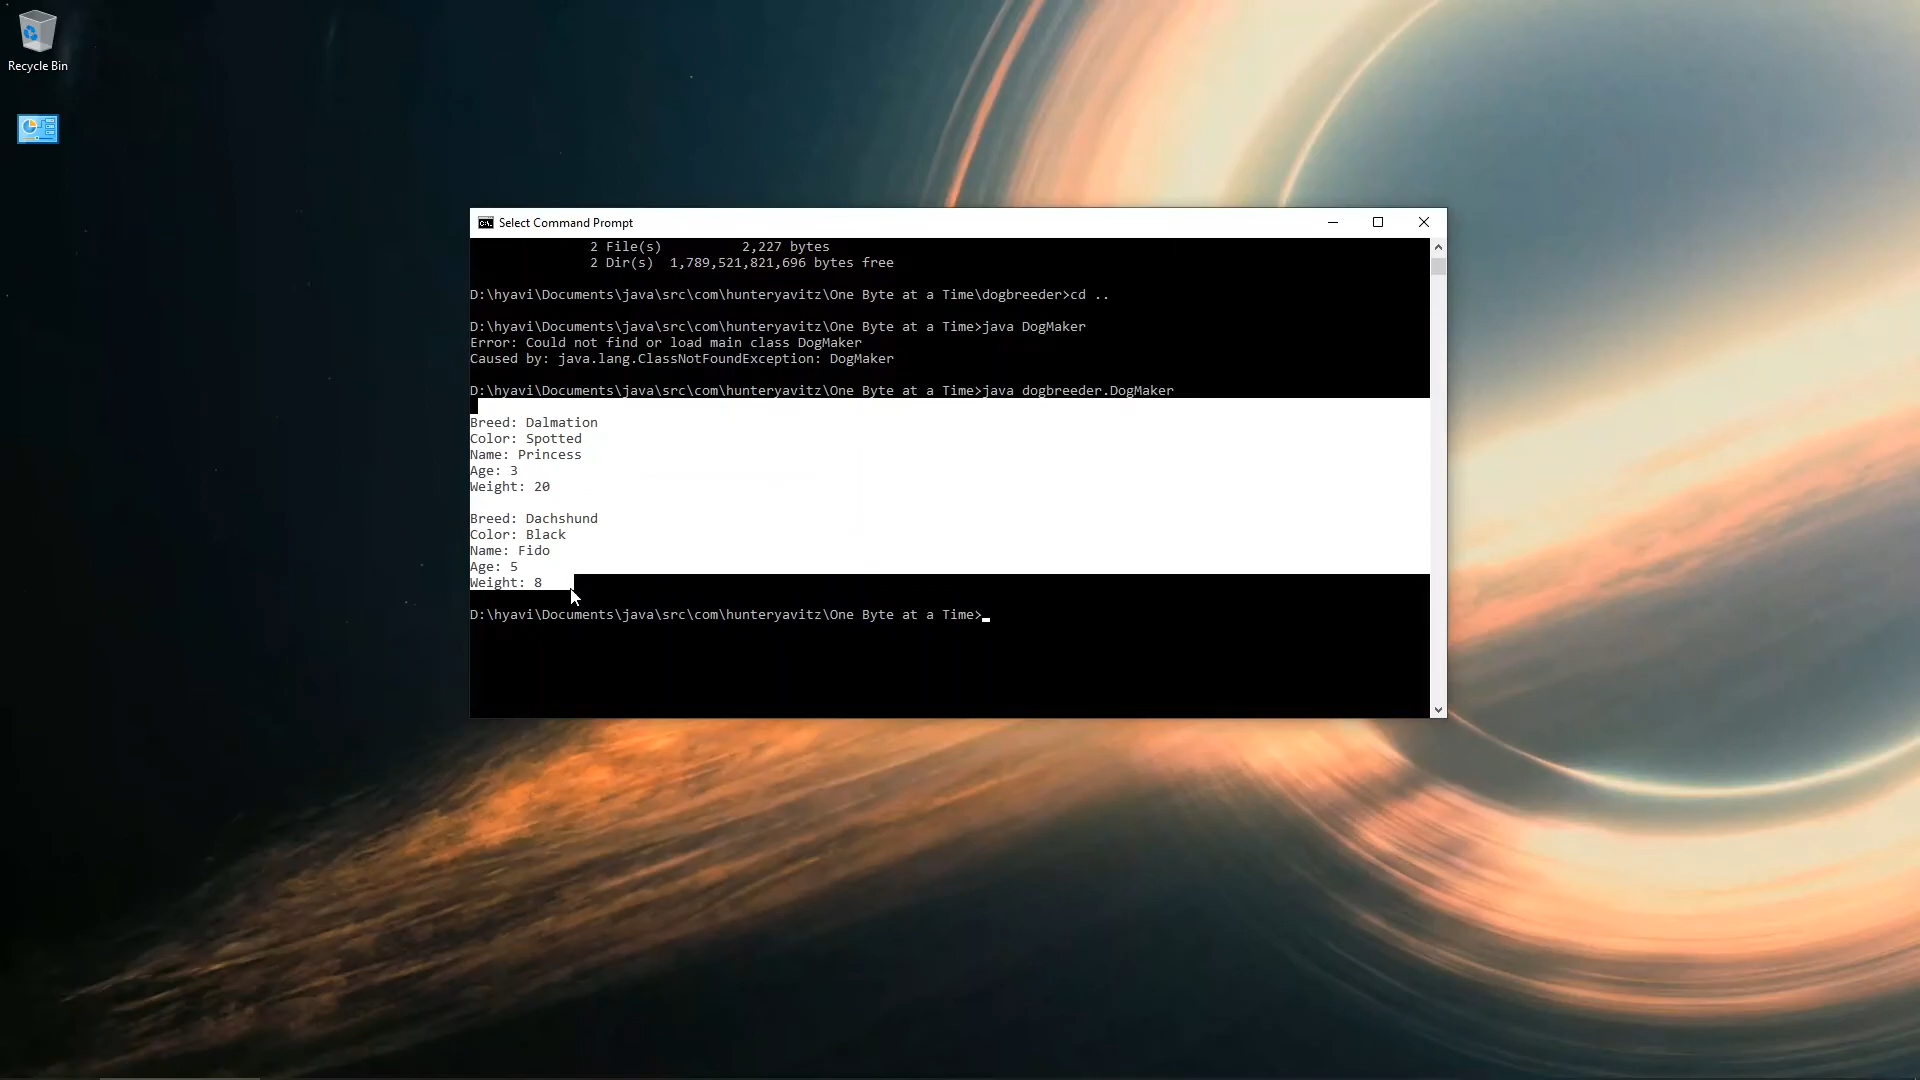 Recycle Bin
Select Command Prompt
2 File(s) 2,227 bytes
2 Dir(s) 1,789,521,821,696 bytes free
D:\hyavi\Documents\java\src\com\hunteryavitz\One Byte at a Time\dogbreeder>cd ..
D:\hyavi\Documents\java\src\com\hunteryavitz\One Byte at a Time>java DogMaker
Error: Could not find or load main class DogMaker
Caused by: java.lang.ClassNotFoundException: DogMaker
D:\hyavi\Documents\java\src\com\hunteryavitz\One Byte at a Time>java dogbreeder.DogMaker
Breed: Dalmation
Color: Spotted
Name: Princess
Age: 3
Weight: 20
Breed: Dachshund
Color: Black
Name: Fido
Age: 5
Weight: 8
D:\hyavi\Documents\java\src\com\hunteryavitz\One Byte at a Time>